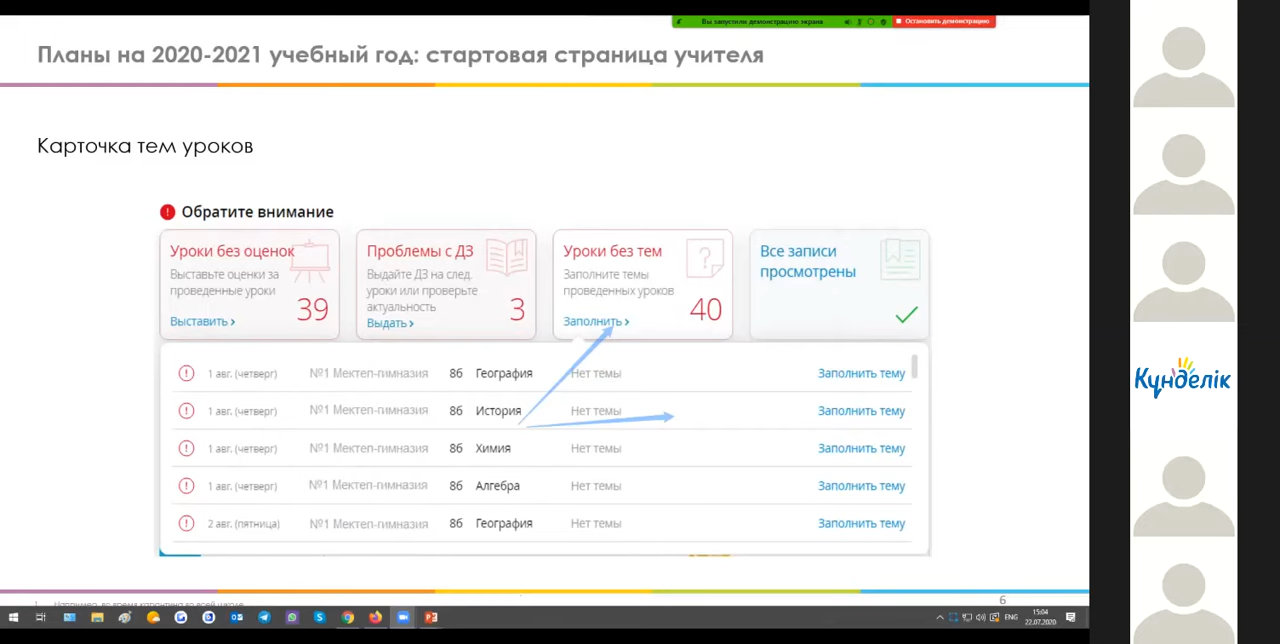 Вы запустили демонстрацию экрана
Остановить демонстрацию
Планы на 2020-2021 учебный год: стартовая страница учителя
Карточка тем уроков
Обратите внимание
Уроки без оценок
Выставьте оценки за
проведенные уроки
39
Выставить ›
Проблемы с ДЗ
Выдайте ДЗ на след.
уроки или проверьте
актуальность
3
Выдать ›
Уроки без тем
Заполните темы
проведенных уроков
40
Заполнить ›
Все записи
просмотрены
1 авг. (четверг) №1 Мектеп-гимназия 8б География Нет темы Заполнить тему
1 авг. (четверг) №1 Мектеп-гимназия 8б История Нет темы Заполнить тему
1 авг. (четверг) №1 Мектеп-гимназия 8б Химия Нет темы Заполнить тему
1 авг. (четверг) №1 Мектеп-гимназия 8б Алгебра Нет темы Заполнить тему
2 авг. (пятница) №1 Мектеп-гимназия 8б География Нет темы Заполнить тему
6
ENG
15:04
22.07.2020
Күнделік